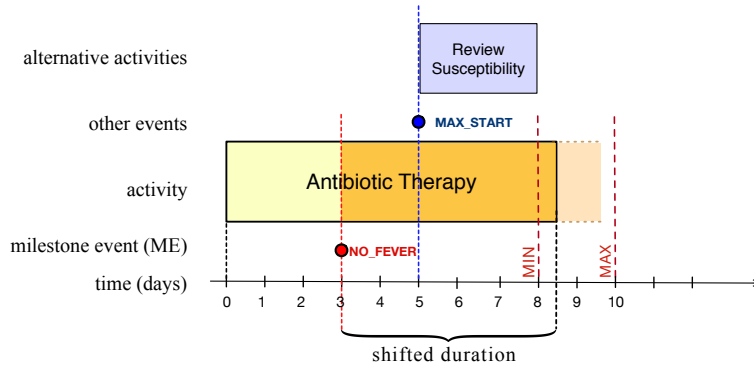 alternative activities
Review
Susceptibility
other events
MAX_START
activity
Antibiotic Therapy
milestone event (ME)
NO_FEVER
MIN
MAX
time (days)
0 1 2 3 4 5 6 7 8 9 10
shifted duration